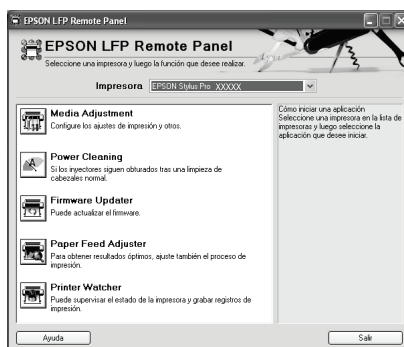 EPSON LFP Remote Panel
EPSON LFP Remote Panel
Seleccione una impresora y luego la función que desee realizar.
Impresora
EPSON Stylus Pro XXXXX
Media Adjustment
Configure los ajustes de impresión y otros.
Power Cleaning
Si los inyectores siguen obturados tras una limpieza de
cabezales normal.
Firmware Updater
Puede actualizar el firmware.
Paper Feed Adjuster
Para obtener resultados óptimos, ajuste también el proceso de
impresión.
Printer Watcher
Puede supervisar el estado de la impresora y grabar registros de
impresión.
Cómo iniciar una aplicación
Seleccione una impresora en la lista de
impresoras y luego seleccione la
aplicación que desee iniciar.
Ayuda
Salir